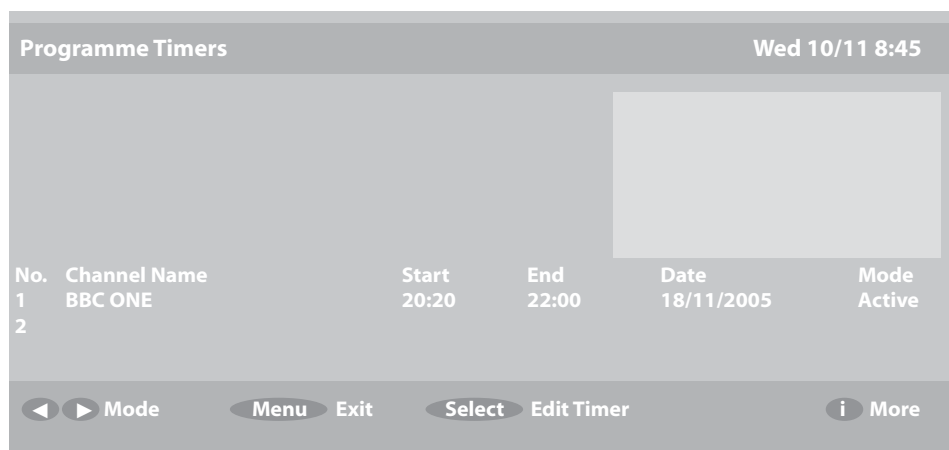 Programme Timers Wed 10/11 8:45
No. Channel Name Start End Date Mode
1 BBC ONE 20:20 22:00 18/11/2005 Active
2
◀ ▶ Mode Menu Exit Select Edit Timer i More